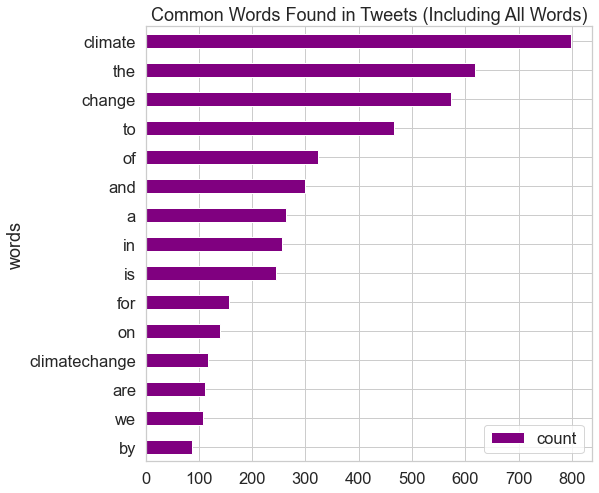 Common Words Found in Tweets (Including All Words)
climate
the
change
to
of
and
a
in
is
for
on
climatechange
are
we
by
words
count
0 100 200 300 400 500 600 700 800